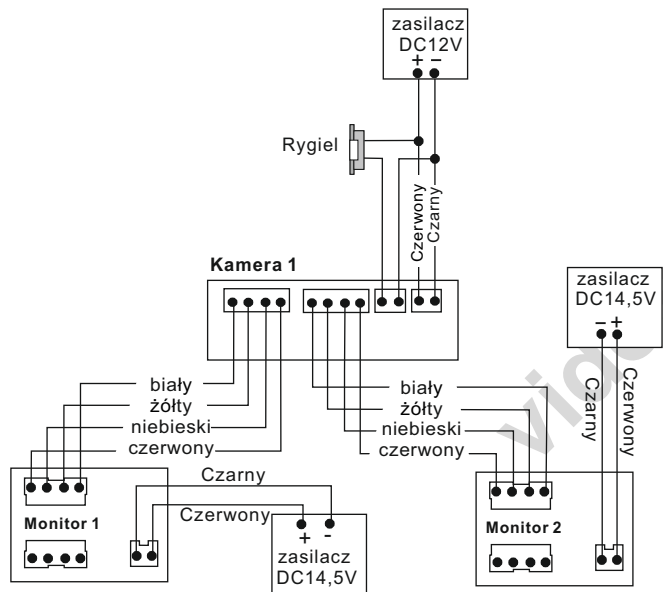 zasilacz
DC12V
+ −
Rygiel
Czerwony
Czarny
Kamera 1
zasilacz
DC14,5V
− +
Czarny
Czerwony
biały
żółty
niebieski
czerwony
biały
żółty
niebieski
czerwony
Czarny
Czerwony
Monitor 1
+ -
zasilacz
DC14,5V
Monitor 2